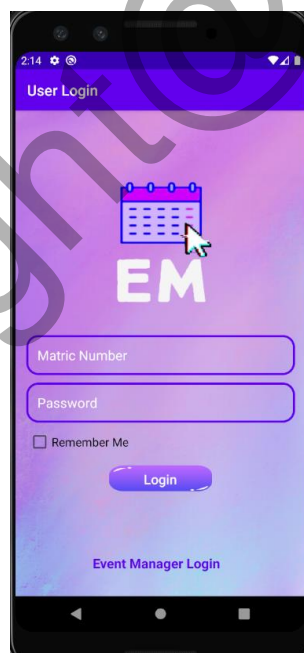 2:14
User Login
EM
Matric Number
Password
Remember Me
Login
Event Manager Login